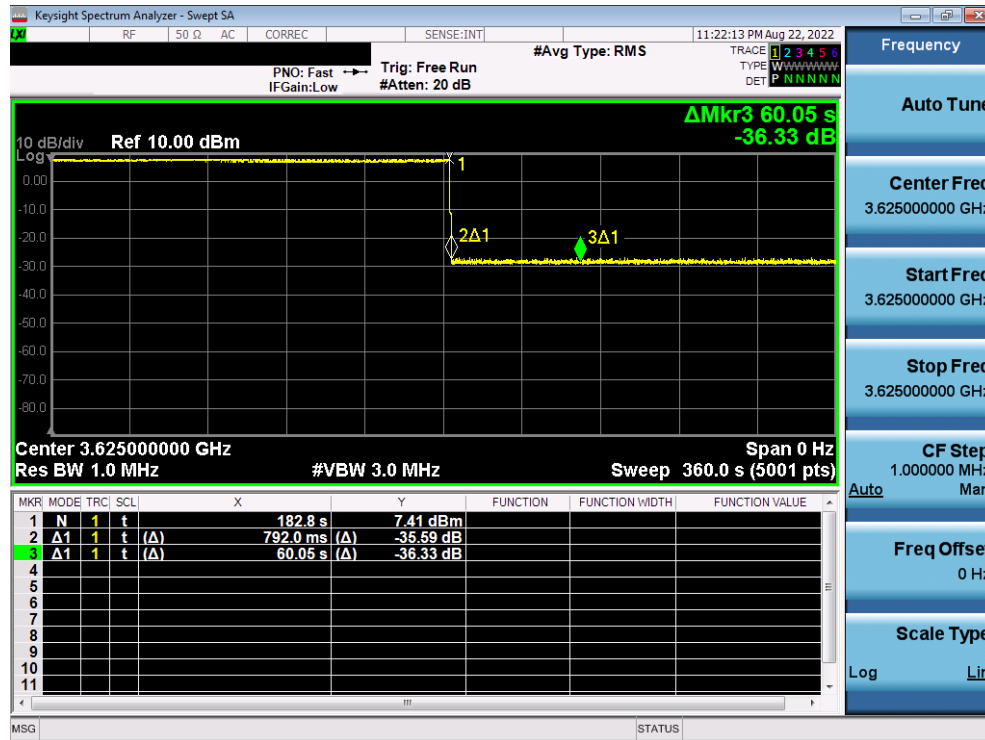 Keysight Spectrum Analyzer - Swept SA
LXI RF 50 Ω AC CORREC SENSE:INT 11:22:13 PM Aug 22, 2022
#Avg Type: RMS TRACE 1 2 3 4 5 6
PNO: Fast Trig: Free Run TYPE WWWWWW
IFGain:Low #Atten: 20 dB DET P N N N N N
ΔMkr3 60.05 s
-36.33 dB
10 dB/div Ref 10.00 dBm
Log
1
0.00
-10.0
-20.0
2Δ1 3Δ1
-30.0
-40.0
-50.0
-60.0
-70.0
-80.0
Center 3.625000000 GHz Span 0 Hz
Res BW 1.0 MHz #VBW 3.0 MHz Sweep 360.0 s (5001 pts)
MKR MODE TRC SCL X Y FUNCTION FUNCTION WIDTH FUNCTION VALUE
1 N 1 t 182.8 s 7.41 dBm
2 Δ1 1 t (Δ) 792.0 ms (Δ) -35.59 dB
3 Δ1 1 t (Δ) 60.05 s (Δ) -36.33 dB
4
5
6
7
8
9
10
11
MSG STATUS
Frequency
Auto Tune
Center Freq
3.625000000 GHz
Start Freq
3.625000000 GHz
Stop Freq
3.625000000 GHz
CF Step
1.000000 MHz
Auto Man
Freq Offset
0 Hz
Scale Type
Log Lin